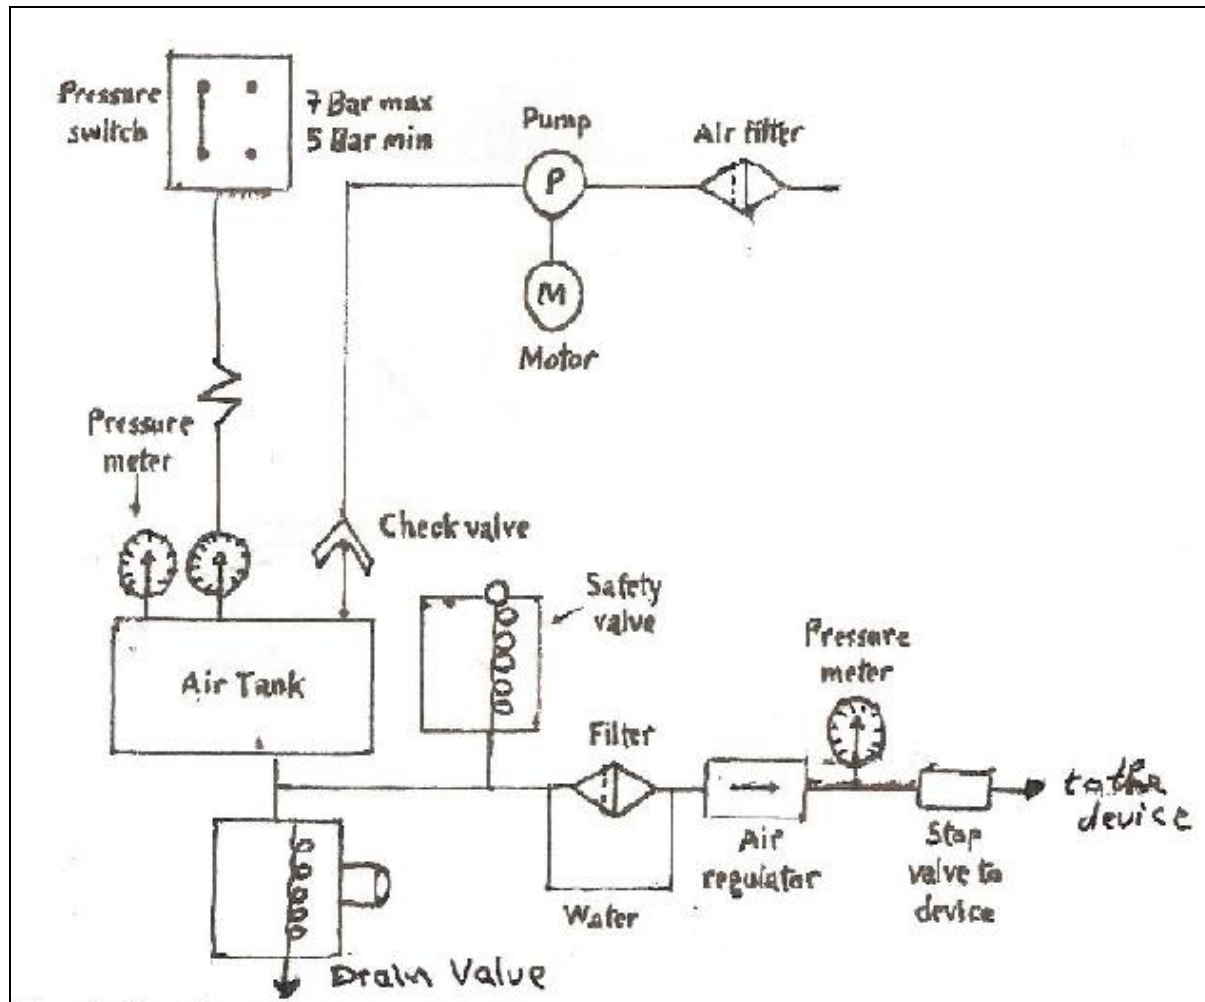 Pressure
switch
7 Bar max
5 Bar min
Pump
P
M
Motor
Air filter
Pressure
meter
Check valve
Safety
valve
Air Tank
Pressure
meter
Filter
Water
Air
regulator
Stop
valve to
device
to the
device
Drain Value